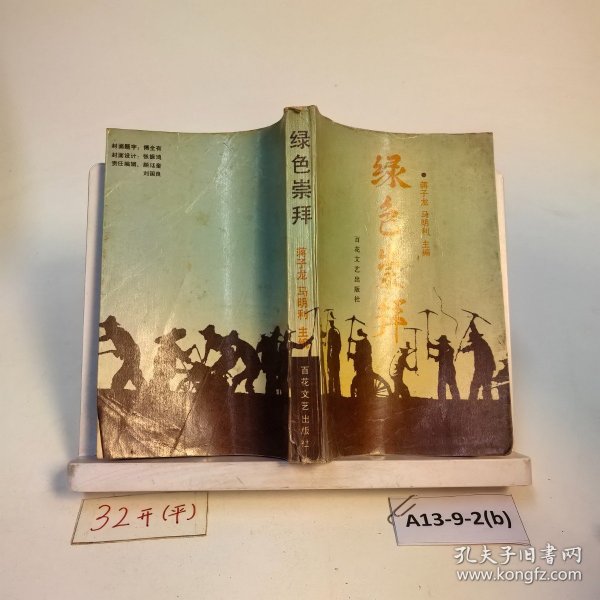 封面题字：傅全有
封面设计：张振鸿
责任编辑：颜廷奎
刘国良
绿色崇拜
蒋子龙 马明利 主编
百花文艺出版社
绿色崇拜
●蒋子龙 马明利 主编
百花文艺出版社
32开(平)
A13-9-2(b)
孔夫子旧书网
www.kongfz.com